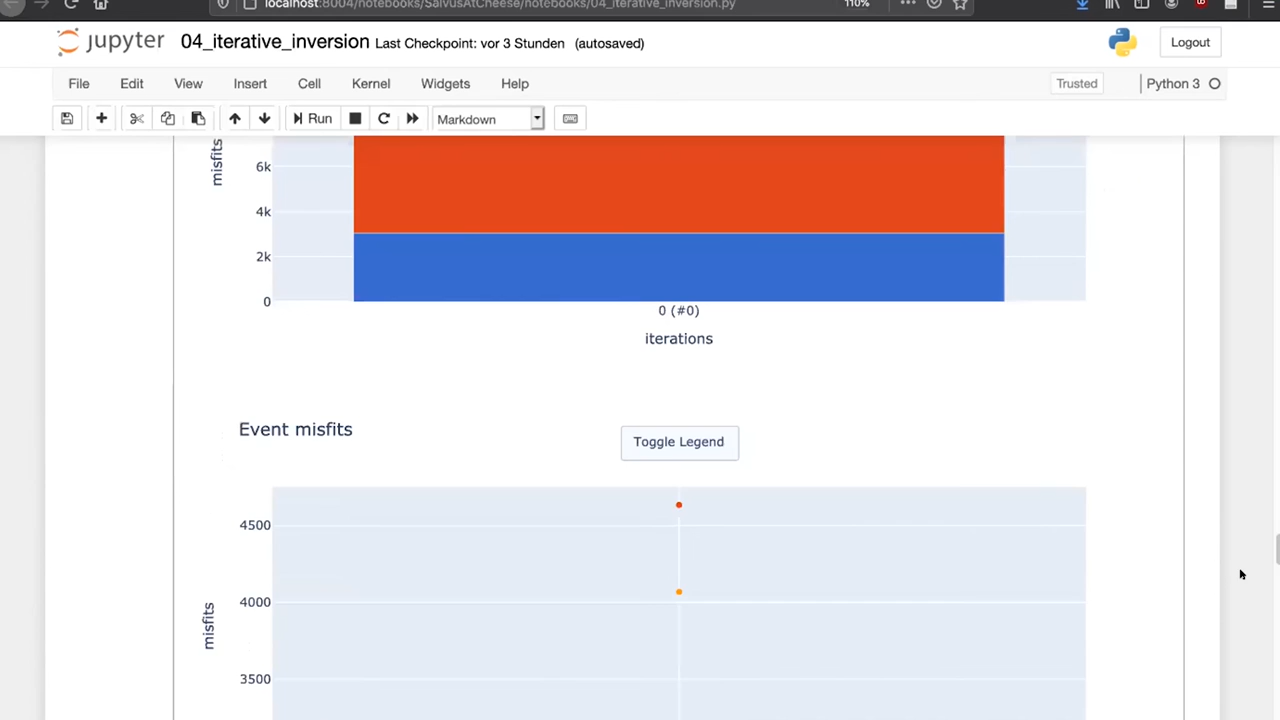 localhost:8004/notebooks/SalvusAtCheese/notebooks/04_iterative_inversion.py
110%
jupyter 04_iterative_inversion Last Checkpoint: vor 3 Stunden (autosaved)
Logout
File Edit View Insert Cell Kernel Widgets Help
Trusted
Python 3
Run
Markdown
misfits
6k
4k
2k
0
0 (#0)
iterations
Event misfits
Toggle Legend
4500
4000
misfits
3500